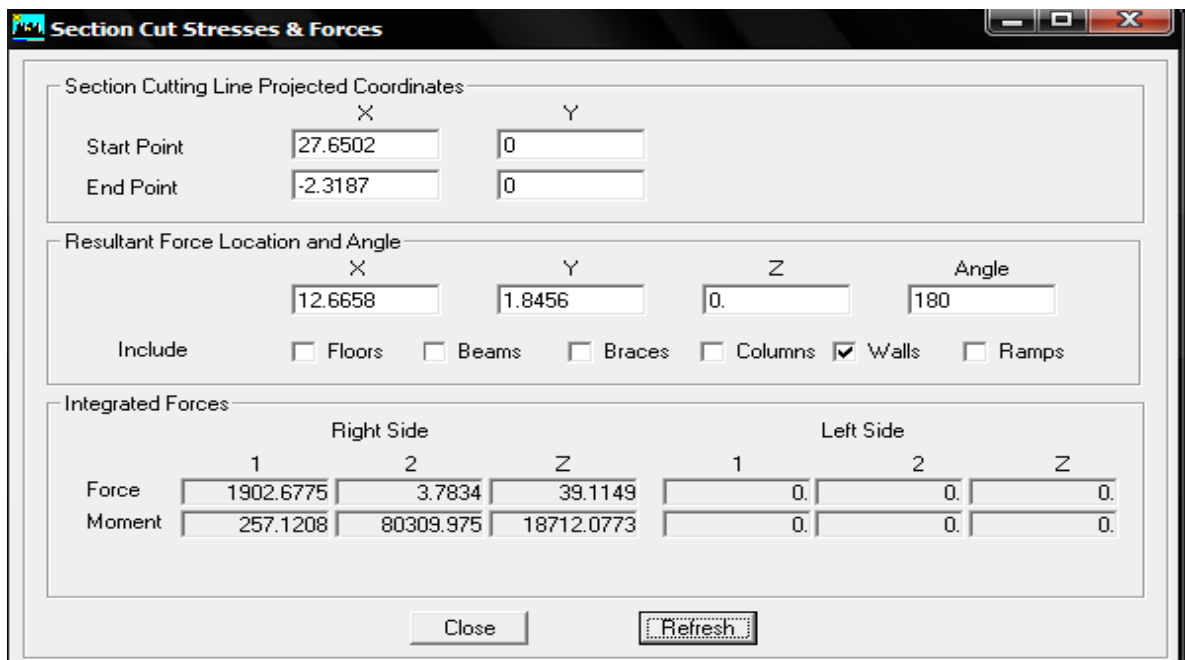 Section Cut Stresses & Forces
Section Cutting Line Projected Coordinates
X Y
Start Point 27.6502 0
End Point -2.3187 0
Resultant Force Location and Angle
X Y Z Angle
12.6658 1.8456 0. 180
Include Floors Beams Braces Columns Walls Ramps
Integrated Forces
Right Side Left Side
1 2 Z 1 2 Z
Force 1902.6775 3.7834 39.1149 0. 0. 0.
Moment 257.1208 80309.975 18712.0773 0. 0. 0.
Close Refresh